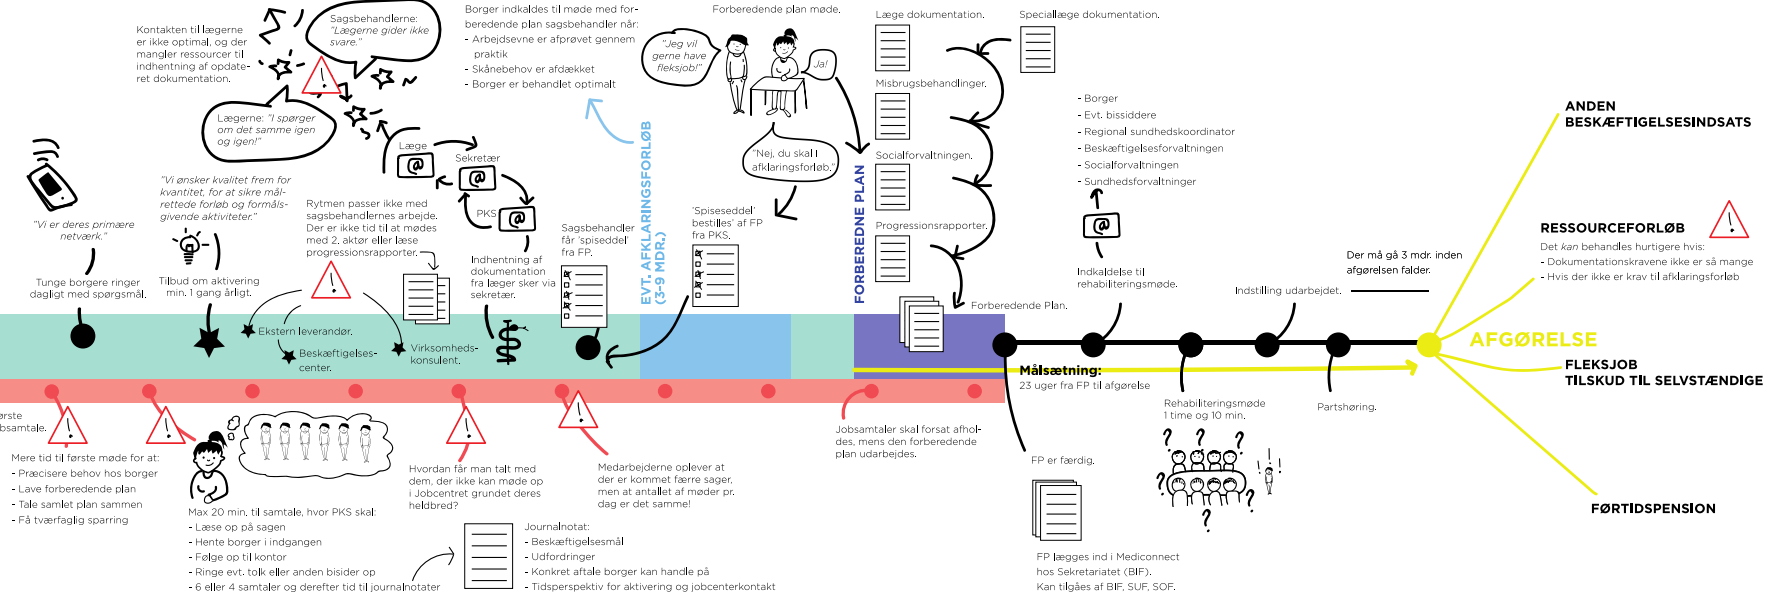 Kontakten til lægerne
er ikke optimal, og der
mangler ressourcer til
indhentning af opdate-
ret dokumentation.
Sagsbehandlerne:
"Lægerne gider ikke
svare."
Lægerne: "I spørger
om det samme igen
og igen!"
Borger indkaldes til møde med for-
beredende plan sagsbehandler når:
- Arbejdsevne er afprøvet gennem
praktik
- Skånebehov er afdækket
- Borger er behandlet optimalt
Forberedende plan møde.
"Jeg vil
gerne have
fleksjob!"
Ja!
"Nej, du skal I
afklaringsforløb."
Læge dokumentation.
Speciallæge dokumentation.
Misbrugsbehandlinger.
Socialforvaltningen.
Progressionsrapporter.
- Borger
- Evt. bissiddere
- Regional sundhedskoordinator
- Beskæftigelsesforvaltningen
- Socialforvaltningen
- Sundhedsforvaltninger
@
Indkaldelse til
rehabiliteringsmøde.
ANDEN
BESKÆFTIGELSESINDSATS
RESSOURCEFORLØB
Det kan behandles hurtigere hvis:
- Dokumentationskravene ikke er så mange
- Hvis der ikke er krav til afklaringsforløb
Der må gå 3 mdr. inden
afgørelsen falder.
Indstilling udarbejdet.
"Vi er deres primære
netværk."
Tunge borgere ringer
dagligt med spørgsmål.
"Vi ønsker kvalitet frem for
kvantitet, for at sikre mål-
rettede forløb og formåls-
givende aktiviteter."
Tilbud om aktivering
min. 1 gang årligt.
Rytmen passer ikke med
sagsbehandlernes arbejde.
Der er ikke tid til at mødes
med 2. aktør eller læse
progressionsrapporter.
Læge
@
Sekretær
@
PKS
@
Indhentning af
dokumentation
fra læger sker via
sekretær.
Sagsbehandler
får 'spiseddel'
fra FP.
EVT. AFKLARINGSFORLØB
(3-9 MDR.)
'Spiseseddel'
bestilles' af FP
fra PKS.
FORBEREDNE PLAN
Forberedende Plan.
Ekstern leverandør.
Beskæftigelses-
center.
Virksomheds-
konsulent.
AFGØRELSE
Målsætning:
23 uger fra FP til afgørelse
FLEKSJOB
TILSKUD TIL SELVSTÆNDIGE
FØRTIDSPENSION
Rehabiliteringsmøde
1 time og 10 min.
Partshøring.
ørste
bsamtale.
Mere tid til første møde for at:
- Præcisere behov hos borger
- Lave forberedende plan
- Tale samlet plan sammen
- Få tværfaglig sparring
Max 20 min. til samtale, hvor PKS skal:
- Læse op på sagen
- Hente borger i indgangen
- Følge op til kontor
- Ringe evt. tolk eller anden bisider op
- 6 eller 4 samtaler og derefter tid til journalnotater
Hvordan får man talt med
dem, der ikke kan møde op
i Jobcentret grundet deres
heldbred?
Journalnotat:
- Beskæftigelsesmål
- Udfordringer
- Konkret aftale borger kan handle på
- Tidsperspektiv for aktivering og jobcenterkontakt
Medarbejderne oplever at
der er kommet færre sager,
men at antallet af møder pr.
dag er det samme!
Jobsamtaler skal forsat afhol-
des, mens den forberedende
plan udarbejdes.
FP er færdig.
FP lægges ind i Mediconnect
hos Sekretariatet (BIF).
Kan tilgåes af BIF, SUF, SOF.